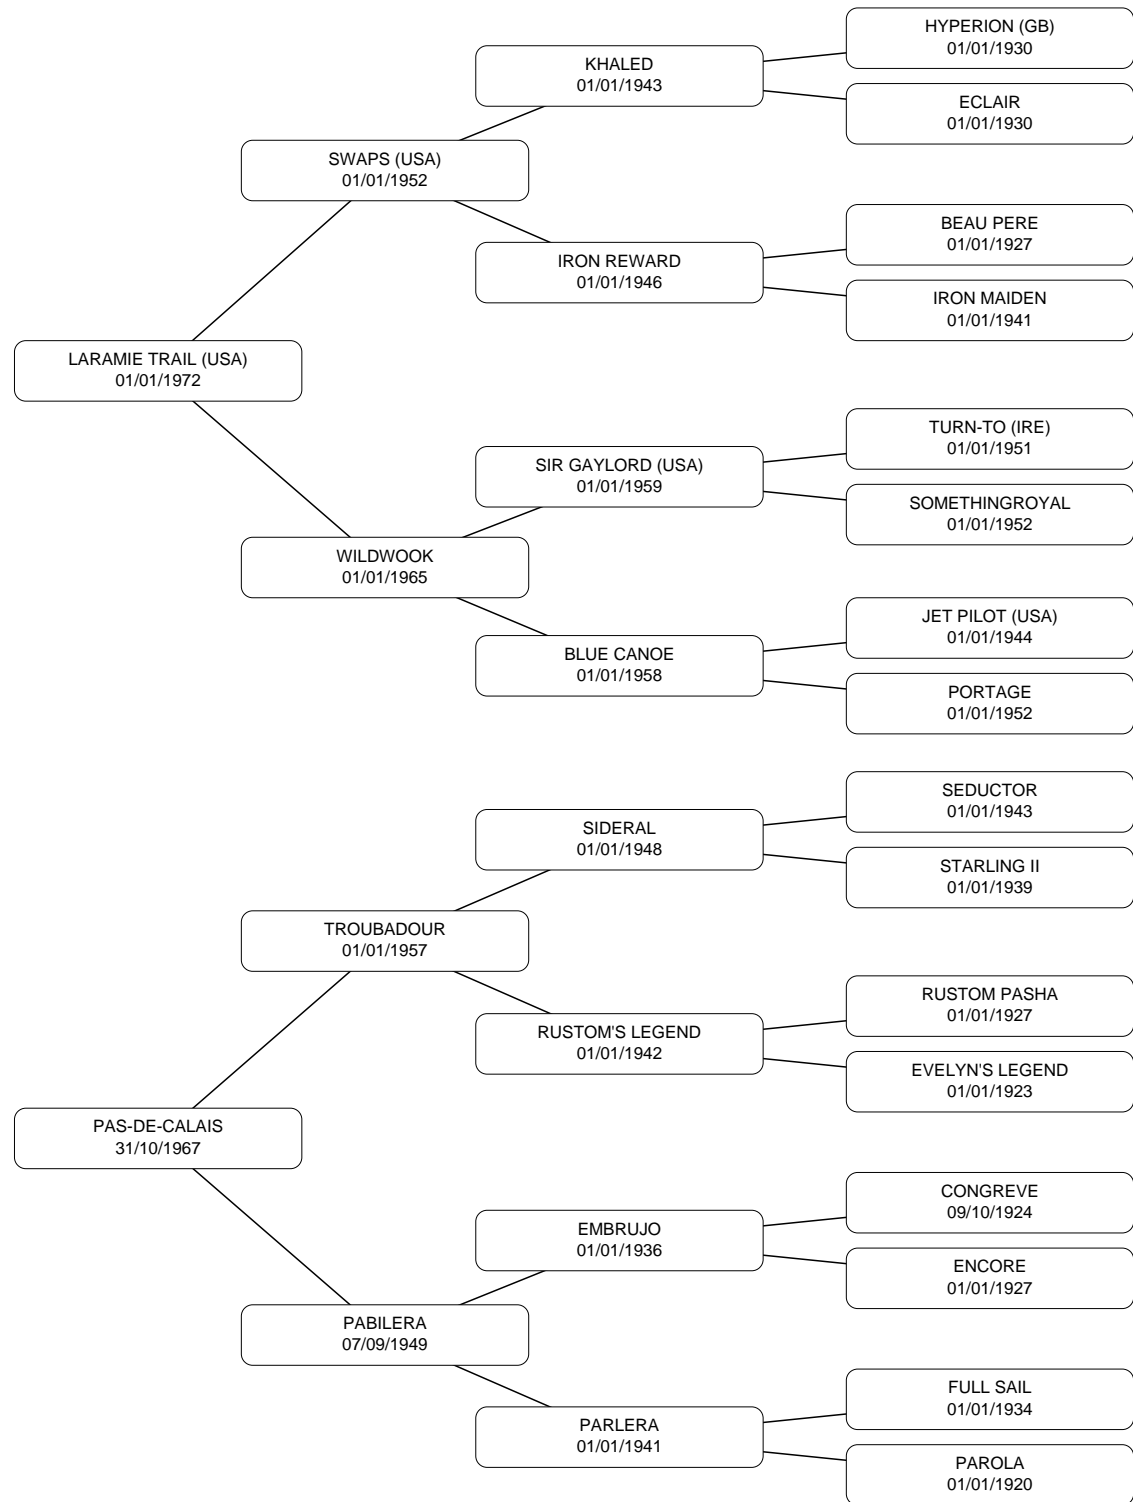 HYPERION (GB)
01/01/1930
KHALED
01/01/1943
ECLAIR
01/01/1930
SWAPS (USA)
01/01/1952
BEAU PERE
01/01/1927
IRON REWARD
01/01/1946
IRON MAIDEN
01/01/1941
LARAMIE TRAIL (USA)
01/01/1972
TURN-TO (IRE)
01/01/1951
SIR GAYLORD (USA)
01/01/1959
SOMETHINGROYAL
01/01/1952
WILDWOOK
01/01/1965
JET PILOT (USA)
01/01/1944
BLUE CANOE
01/01/1958
PORTAGE
01/01/1952
SEDUCTOR
01/01/1943
SIDERAL
01/01/1948
STARLING II
01/01/1939
TROUBADOUR
01/01/1957
RUSTOM PASHA
01/01/1927
RUSTOM'S LEGEND
01/01/1942
EVELYN'S LEGEND
01/01/1923
PAS-DE-CALAIS
31/10/1967
CONGREVE
09/10/1924
EMBRUJO
01/01/1936
ENCORE
01/01/1927
PABILERA
07/09/1949
FULL SAIL
01/01/1934
PARLERA
01/01/1941
PAROLA
01/01/1920